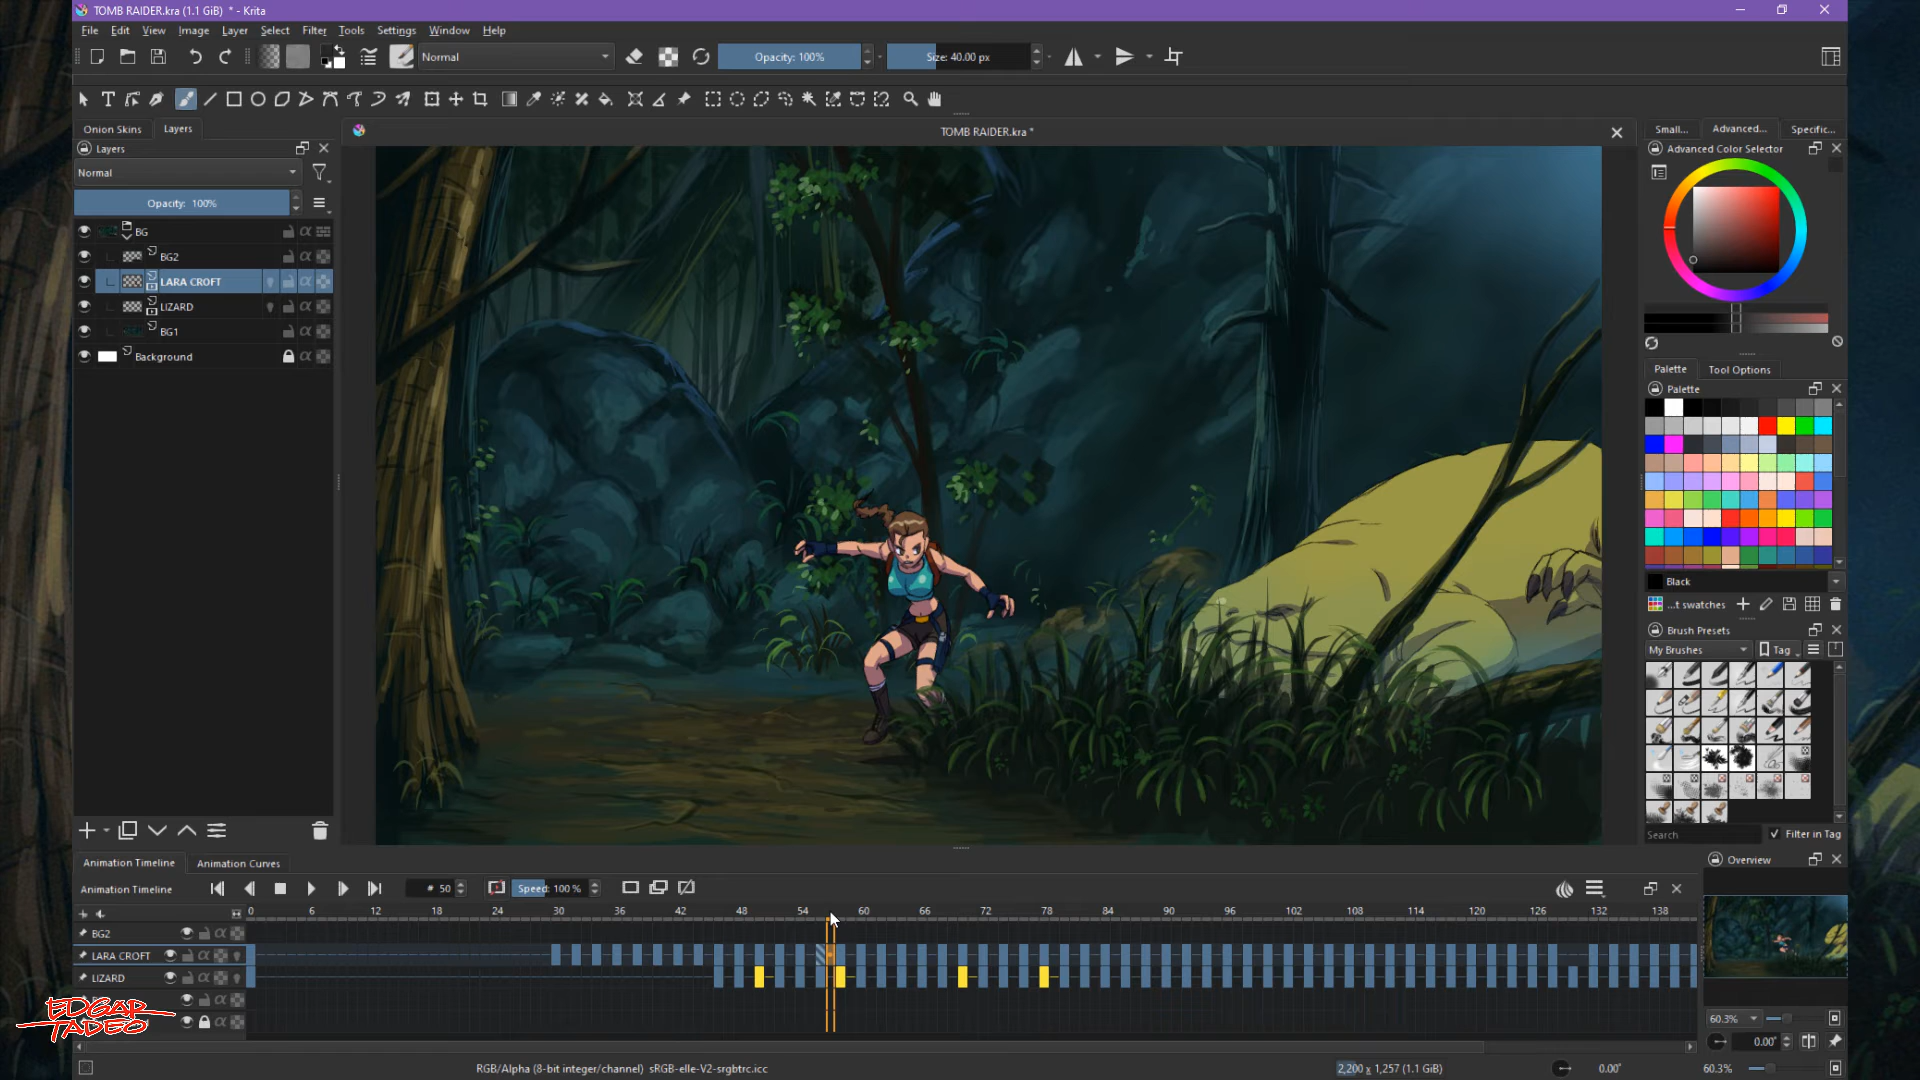 TOMB RAIDER.kra (1.1 GiB) * - Krita
File Edit View Image Layer Select Filter Tools Settings Window Help
Normal Opacity: 100% Size: 40.00 px
Onion Skins Layers
TOMB RAIDER.kra *
Small... Advanced... Specific...
Layers
Advanced Color Selector
Normal
Opacity: 100%
BG
BG2
LARA CROFT
LIZARD
BG1
Background
Palette Tool Options
Palette
Black
...t swatches
Brush Presets
My Brushes Tag
Search Filter in Tag
Animation Timeline Animation Curves
Overview
Animation Timeline # 50 Speed: 100 %
0 6 12 18 24 30 36 42 48 54 60 66 72 78 84 90 96 102 108 114 120 126 132 138
BG2
LARA CROFT
LIZARD
EDGAR
TADEO
60.3%
0.00°
RGB/Alpha (8-bit integer/channel) sRGB-elle-V2-srgbtrc.icc 2,200 x 1,257 (1.1 GiB) 0.00° 60.3%